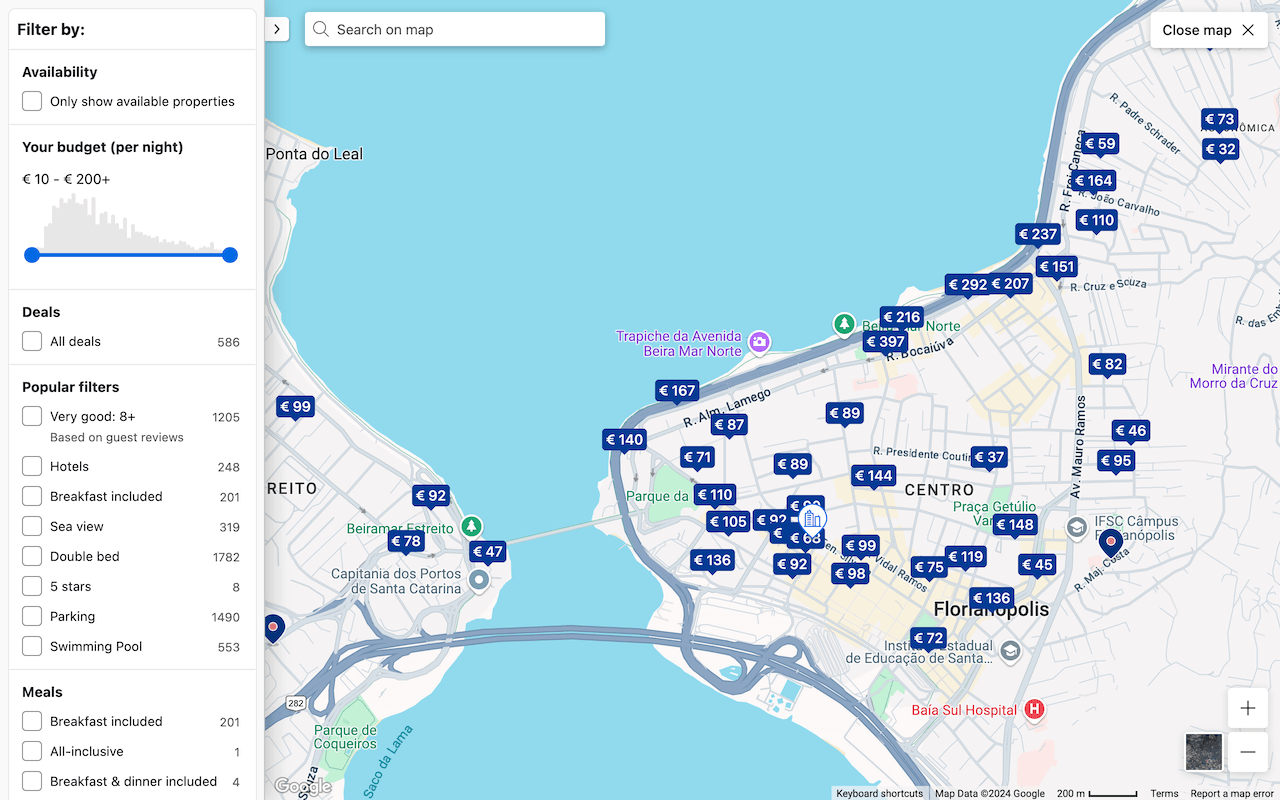 Filter by:
Availability
Only show available properties
Your budget (per night)
€ 10 - € 200+
Deals
All deals 586
Popular filters
Very good: 8+ 1205
Based on guest reviews
Hotels 248
Breakfast included 201
Sea view 319
Double bed 1782
5 stars 8
Parking 1490
Swimming Pool 553
Meals
Breakfast included 201
All-inclusive 1
Breakfast & dinner included 4
Search on map
Close map
Ponta do Leal
R. Padre Schrader
€ 73
€ 59
€ 32
R. Frei Caneca
€ 164
R. João Carvalho
€ 110
€ 237
€ 151
€ 292
€ 207
R. Cruz e Souza
€ 216
Beira Mar Norte
R. das Emb
Trapiche da Avenida
Beira Mar Norte
€ 397
R. Bocaiúva
€ 82
Mirante do
Morro da Cruz
€ 167
R. Alm. Lamego
€ 99
€ 89
€ 87
€ 46
€ 140
€ 71
€ 89
R. Presidente Coutin
€ 37
€ 95
Av. Mauro Ramos
€ 144
REITO
€ 92
Parque da
€ 110
CENTRO
Praça Getúlio
Beiramar Estreito
€ 105
€ 92
€ 148
IFSC Câmpus
€ 78
€ 47
€ 68
€ 99
€ 136
€ 92
€ 98
€ 75
€ 119
€ 45
R. Maj. Costa
Capitania dos Portos
de Santa Catarina
Vidal Ramos
€ 136
Florianópolis
€ 72
Estadual
de Educação de Santa...
282
Baía Sul Hospital
H
Parque de
Coqueiros
Saco da Lama
Google
Keyboard shortcuts
Map Data ©2024 Google
200 m
Terms
Report a map error